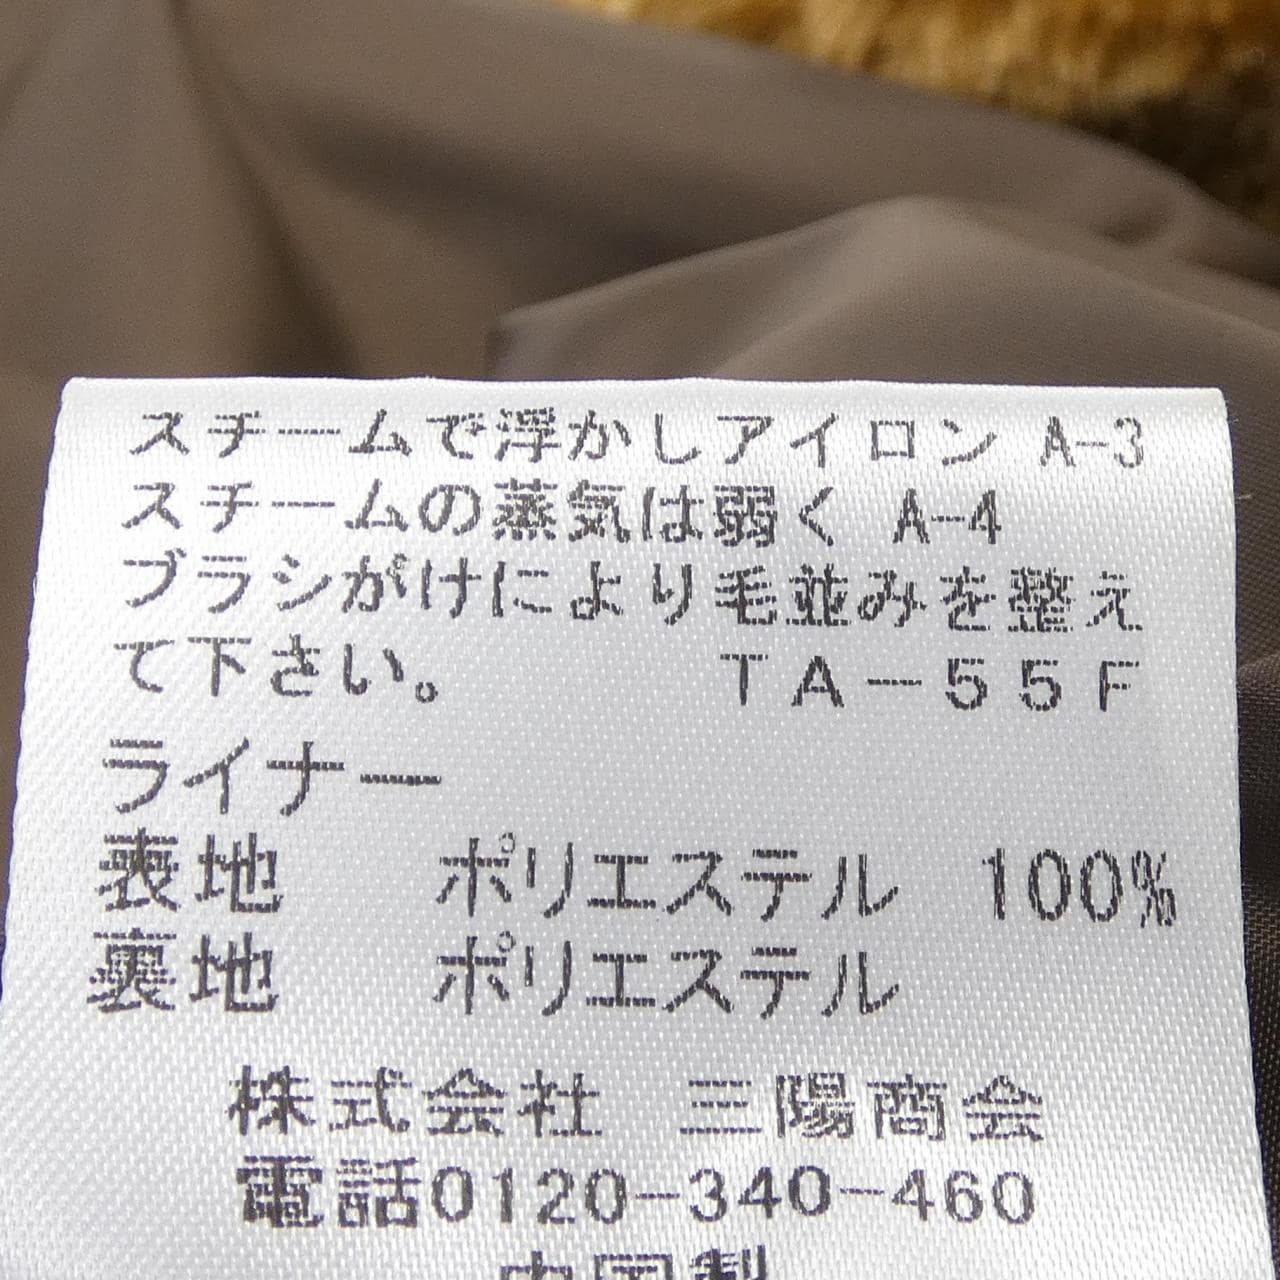 スチームで浮かしアイロン A-3
スチームの蒸気は弱く A-4
ブラシがけにより毛並みを整え
て下さい。 TA-55F
ライナー
表地 ポリエステル 100%
裏地 ポリエステル
株式会社 三陽商会
電話0120-340-460
中国製